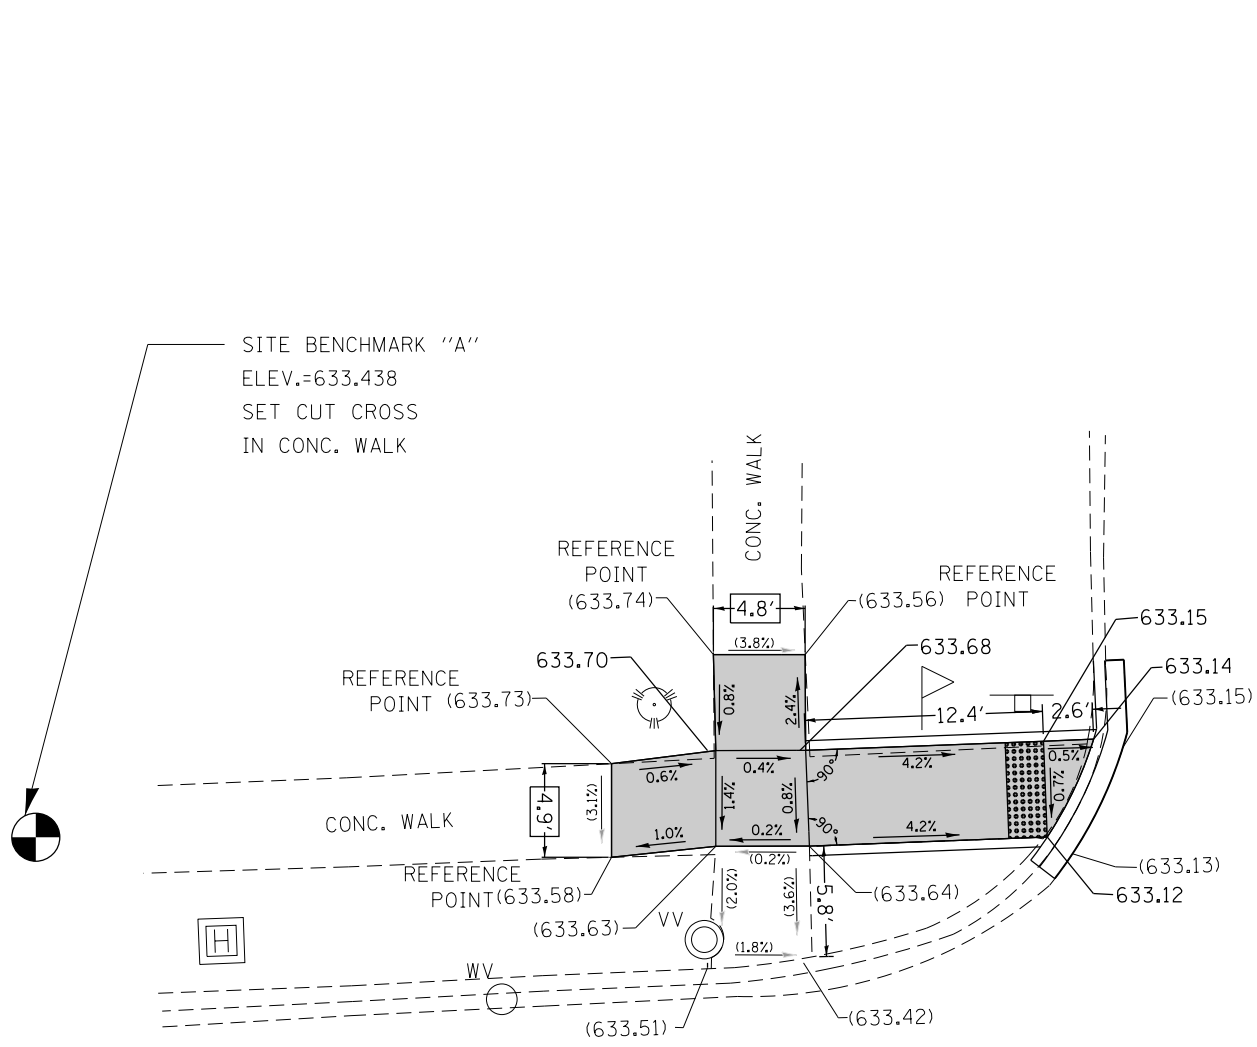 SITE BENCHMARK "A"
ELEV.=633.438
SET CUT CROSS
IN CONC. WALK
CONC. WALK
REFERENCE
POINT
(633.74)
4.8'
(633.56)
REFERENCE
POINT
633.15
(3.8%)
633.70
633.68
633.14
REFERENCE
POINT (633.73)
(633.15)
0.8%
2.4%
12.4'
2.6'
0.6%
0.4%
90°
4.2%
0.5%
0.7%
4.9'
(3.1%)
1.4%
0.8%
CONC. WALK
1.0%
0.2%
90°
4.2%
(0.2%)
REFERENCE
POINT (633.58)
(2.0%)
(3.6%)
5.8'
(633.64)
(633.13)
633.12
(633.63)
VV
H
(1.8%)
WV
(633.51)
(633.42)